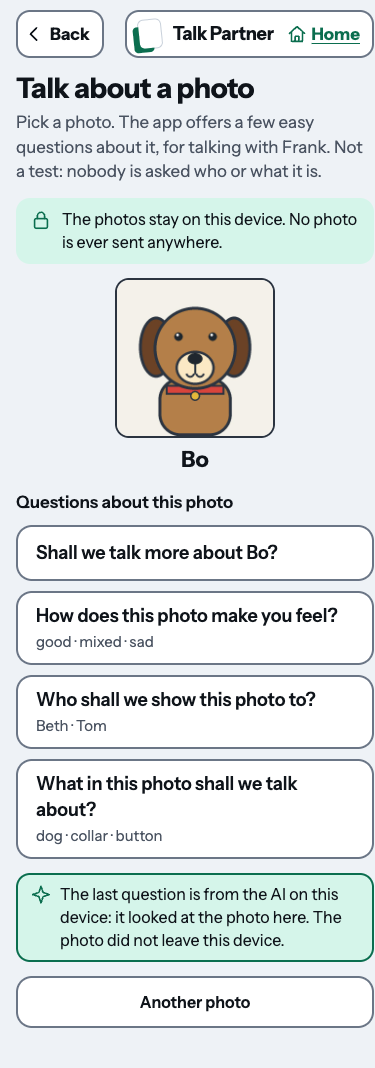 Back
Talk Partner
Home
Talk about a photo
Pick a photo. The app offers a few easy
questions about it, for talking with Frank. Not
a test: nobody is asked who or what it is.
The photos stay on this device. No photo
is ever sent anywhere.
Bo
Questions about this photo
Shall we talk more about Bo?
How does this photo make you feel?
good · mixed · sad
Who shall we show this photo to?
Beth · Tom
What in this photo shall we talk
about?
dog · collar · button
The last question is from the AI on this
device: it looked at the photo here. The
photo did not leave this device.
Another photo